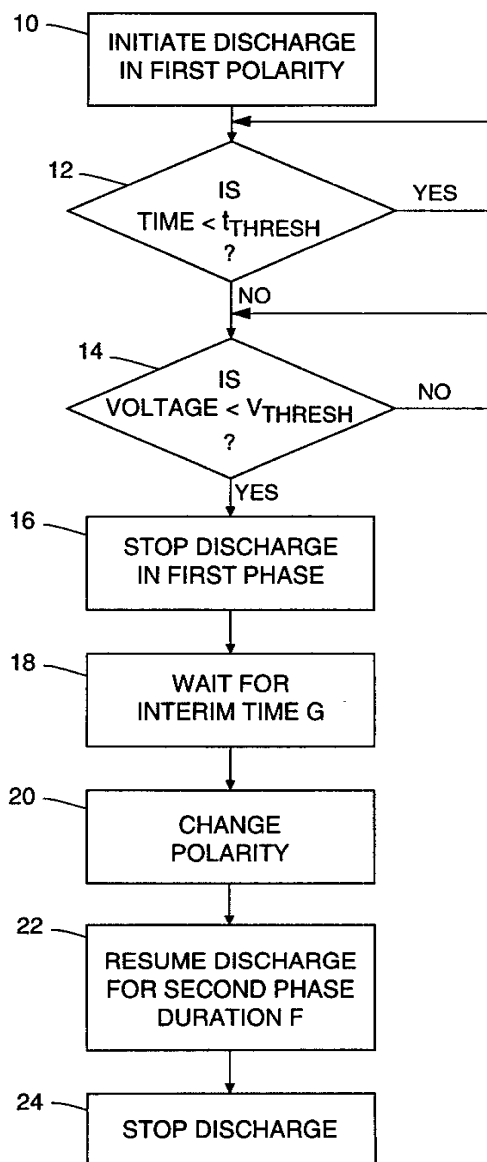 10
INITIATE DISCHARGE
IN FIRST POLARITY
12
IS
TIME < tTHRESH
?
YES
NO
14
IS
VOLTAGE < VTHRESH
?
NO
YES
16
STOP DISCHARGE
IN FIRST PHASE
18
WAIT FOR
INTERIM TIME G
20
CHANGE
POLARITY
22
RESUME DISCHARGE
FOR SECOND PHASE
DURATION F
24
STOP DISCHARGE